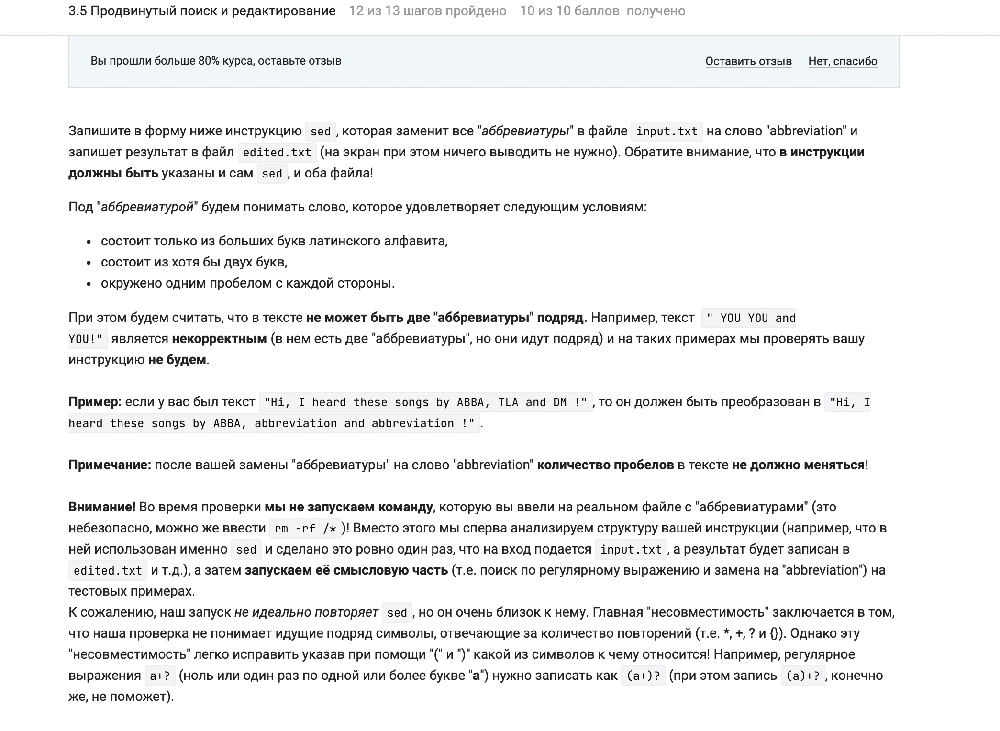 3.5 Продвинутый поиск и редактирование 12 из 13 шагов пройдено 10 из 10 баллов получено
Вы прошли больше 80% курса, оставьте отзыв Оставить отзыв Нет, спасибо
Запишите в форму ниже инструкцию sed, которая заменит все "аббревиатуры" в файле input.txt на слово "abbreviation" и
запишет результат в файл edited.txt (на экран при этом ничего выводить не нужно). Обратите внимание, что в инструкции
должны быть указаны и сам sed, и оба файла!
Под "аббревиатурой" будем понимать слово, которое удовлетворяет следующим условиям:
• состоит только из больших букв латинского алфавита,
• состоит из хотя бы двух букв,
• окружено одним пробелом с каждой стороны.
При этом будем считать, что в тексте не может быть две "аббревиатуры" подряд. Например, текст " YOU YOU and
YOU!" является некорректным (в нем есть две "аббревиатуры", но они идут подряд) и на таких примерах мы проверять вашу
инструкцию не будем.
Пример: если у вас был текст "Hi, I heard these songs by ABBA, TLA and DM !", то он должен быть преобразован в "Hi, I
heard these songs by ABBA, abbreviation and abbreviation !".
Примечание: после вашей замены "аббревиатуры" на слово "abbreviation" количество пробелов в тексте не должно меняться!
Внимание! Во время проверки мы не запускаем команду, которую вы ввели на реальном файле с "аббревиатурами" (это
небезопасно, можно же ввести rm -rf /*)! Вместо этого мы сперва анализируем структуру вашей инструкции (например, что в
ней использован именно sed и сделано это ровно один раз, что на вход подается input.txt, а результат будет записан в
edited.txt и т.д.), а затем запускаем её смысловую часть (т.е. поиск по регулярному выражению и замена на "abbreviation") на
тестовых примерах.
К сожалению, наш запуск не идеально повторяет sed, но он очень близок к нему. Главная "несовместимость" заключается в том,
что наша проверка не понимает идущие подряд символы, отвечающие за количество повторений (т.е. *, +, ? и {}). Однако эту
"несовместимость" легко исправить указав при помощи "(" и ")" какой из символов к чему относится! Например, регулярное
выражения a+? (ноль или один раз по одной или более букве "a") нужно записать как (a+)? (при этом запись (a)+?, конечно
же, не поможет).